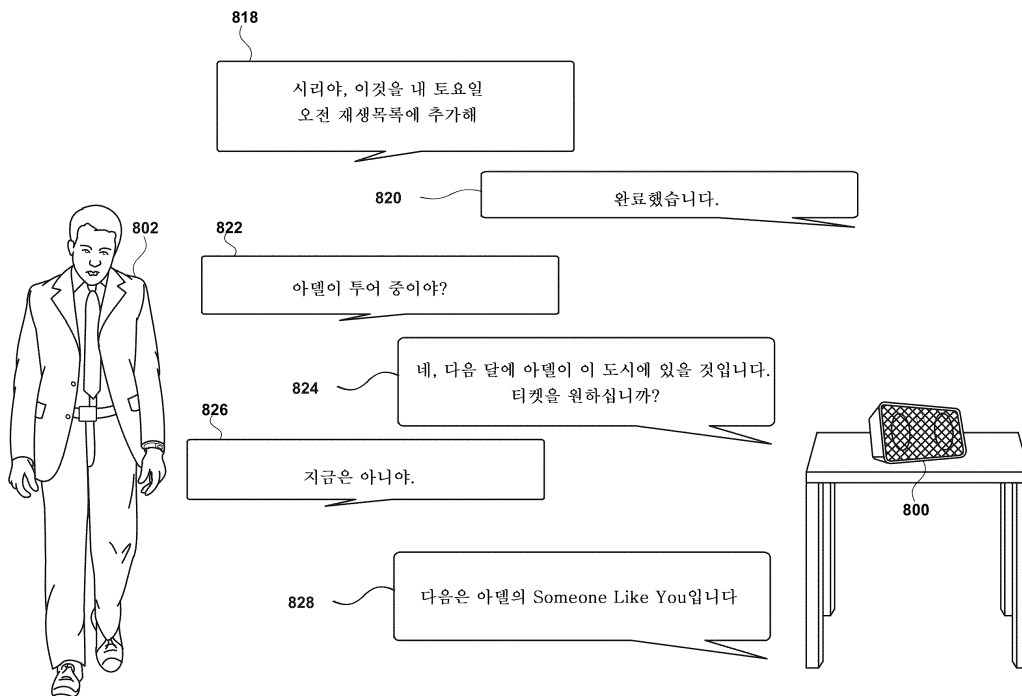 818
시리야, 이것을 내 토요일
오전 재생목록에 추가해
820
완료했습니다.
802
822
아델이 투어 중이야?
824
네, 다음 달에 아델이 이 도시에 있을 것입니다.
티켓을 원하십니까?
826
지금은 아니야.
800
828
다음은 아델의 Someone Like You입니다